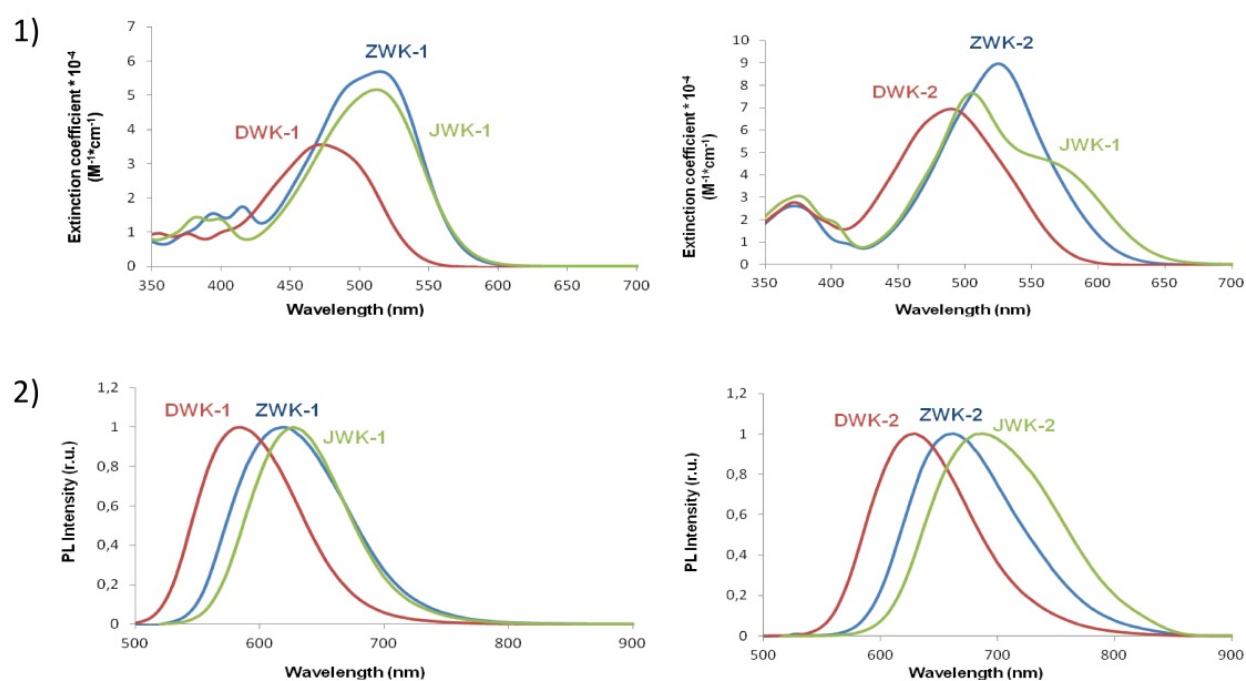 1)
7
6
5
4
3
2
1
0
Extinction coefficient * 10⁻⁴
(M⁻¹*cm⁻¹)
ZWK-1
DWK-1
JWK-1
350 400 450 500 550 600 650 700
Wavelength (nm)
10
9
8
7
6
5
4
3
2
1
0
Extinction coefficient * 10⁻⁴
(M⁻¹*cm⁻¹)
ZWK-2
DWK-2
JWK-1
350 400 450 500 550 600 650 700
Wavelength (nm)
2)
1,2
1
0,8
0,6
0,4
0,2
0
PL Intensity (r.u.)
DWK-1 ZWK-1
JWK-1
500 600 700 800 900
Wavelength (nm)
1,2
1
0,8
0,6
0,4
0,2
0
PL Intensity (r.u.)
DWK-2 ZWK-2
JWK-2
500 600 700 800 900
Wavelength (nm)